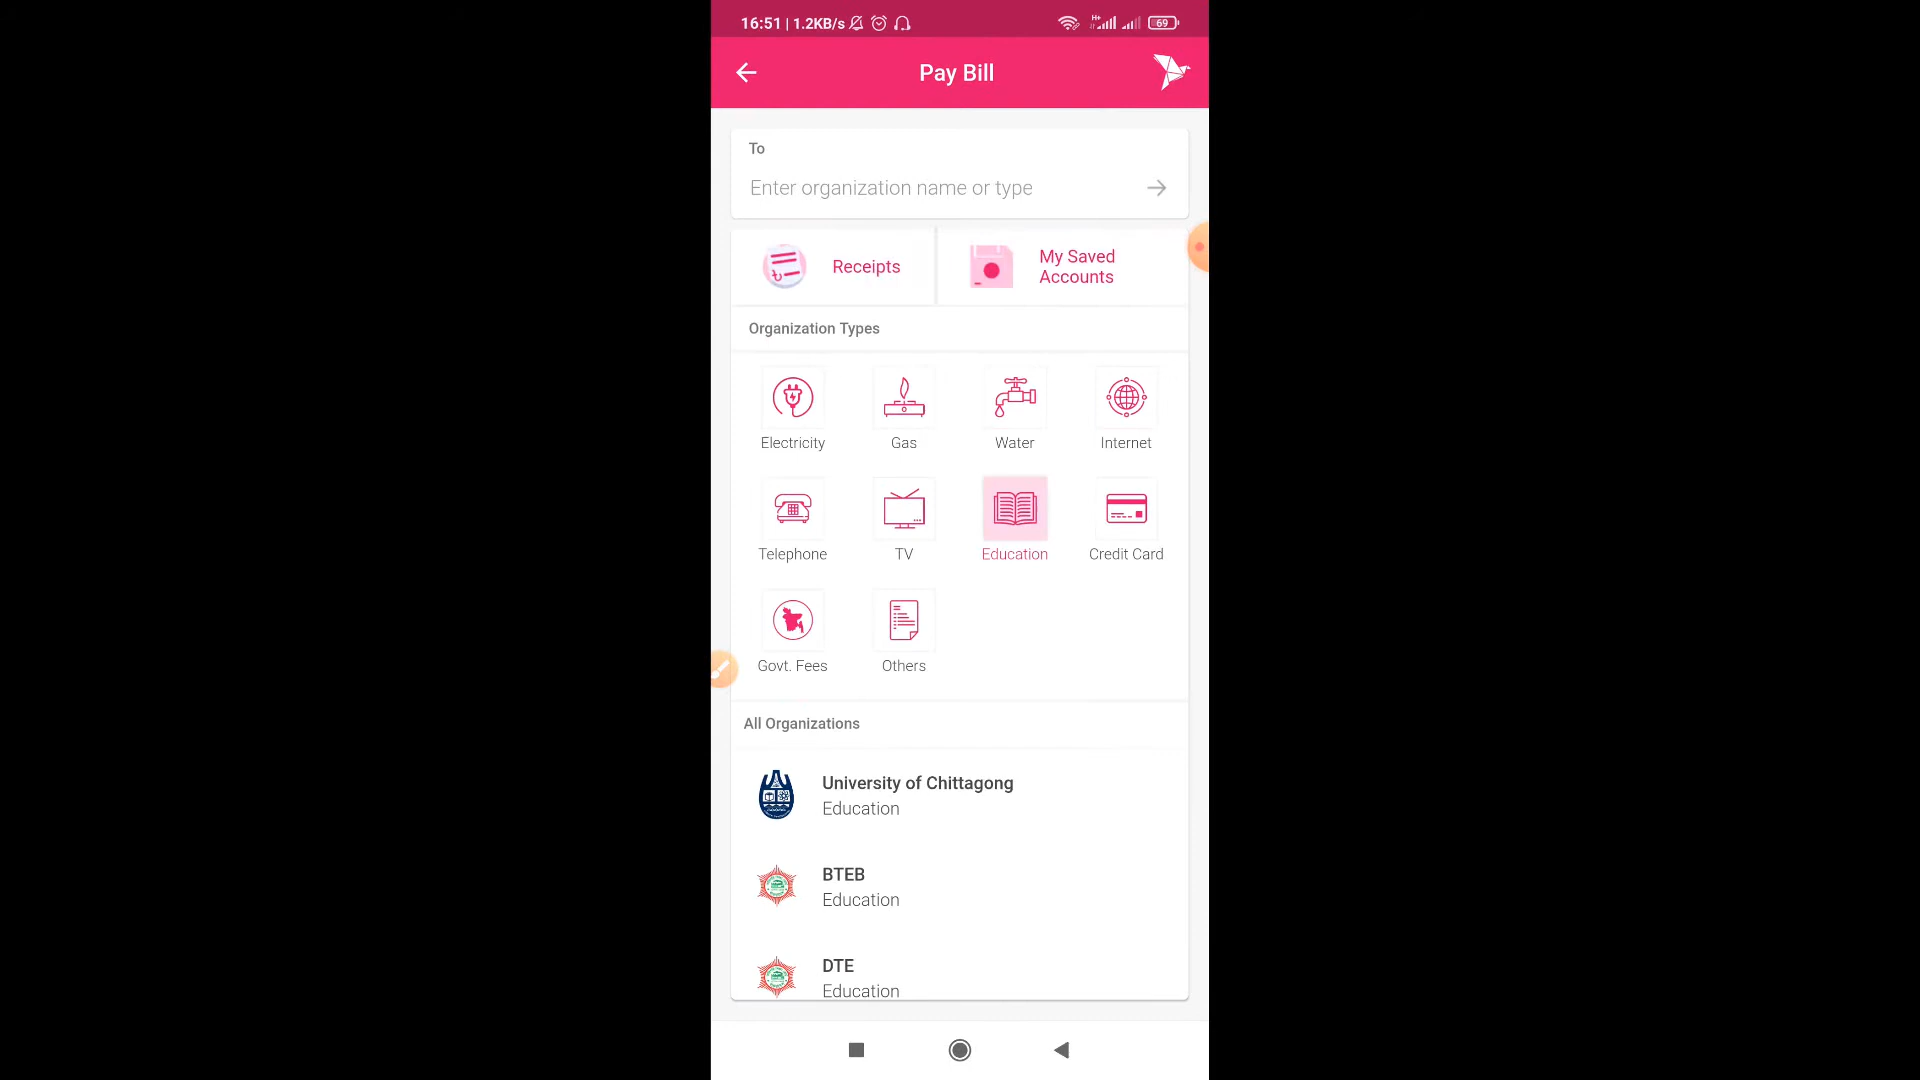 16:51 | 1.2KB/s
H+
69
Pay Bill
To
Enter organization name or type
Receipts
My Saved
Accounts
Organization Types
Electricity
Gas
Water
Internet
Telephone
TV
Education
Credit Card
Govt. Fees
Others
All Organizations
University of Chittagong
Education
BTEB
Education
DTE
Education